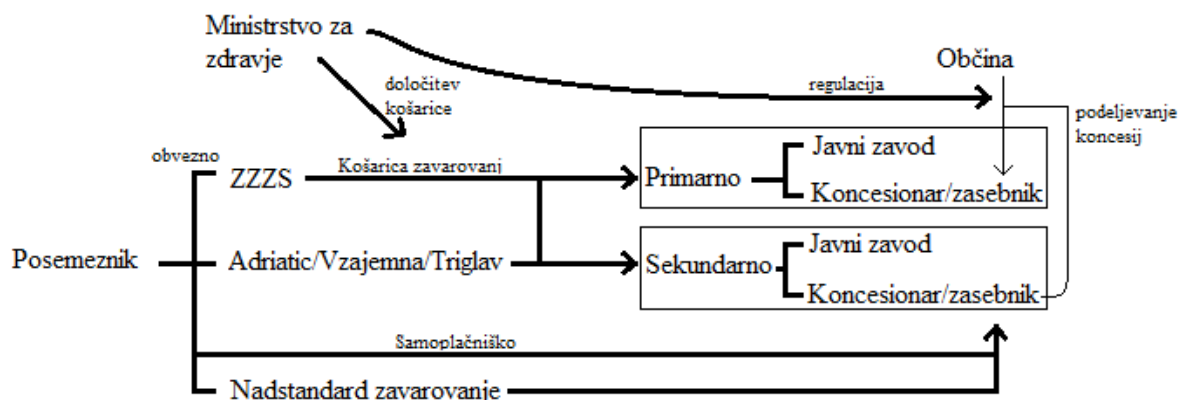 Ministrstvo za
zdravje
Občina
določitev
košarice
regulacija
podeljevanje
koncesij
obvezno
ZZZS
Košarica zavarovanj
Primarno
Javni zavod
Koncesionar/zasebnik
Posemeznik
Adriatic/Vzajemna/Triglav
Sekundarno
Javni zavod
Koncesionar/zasebnik
Samoplačniško
Nadstandard zavarovanje